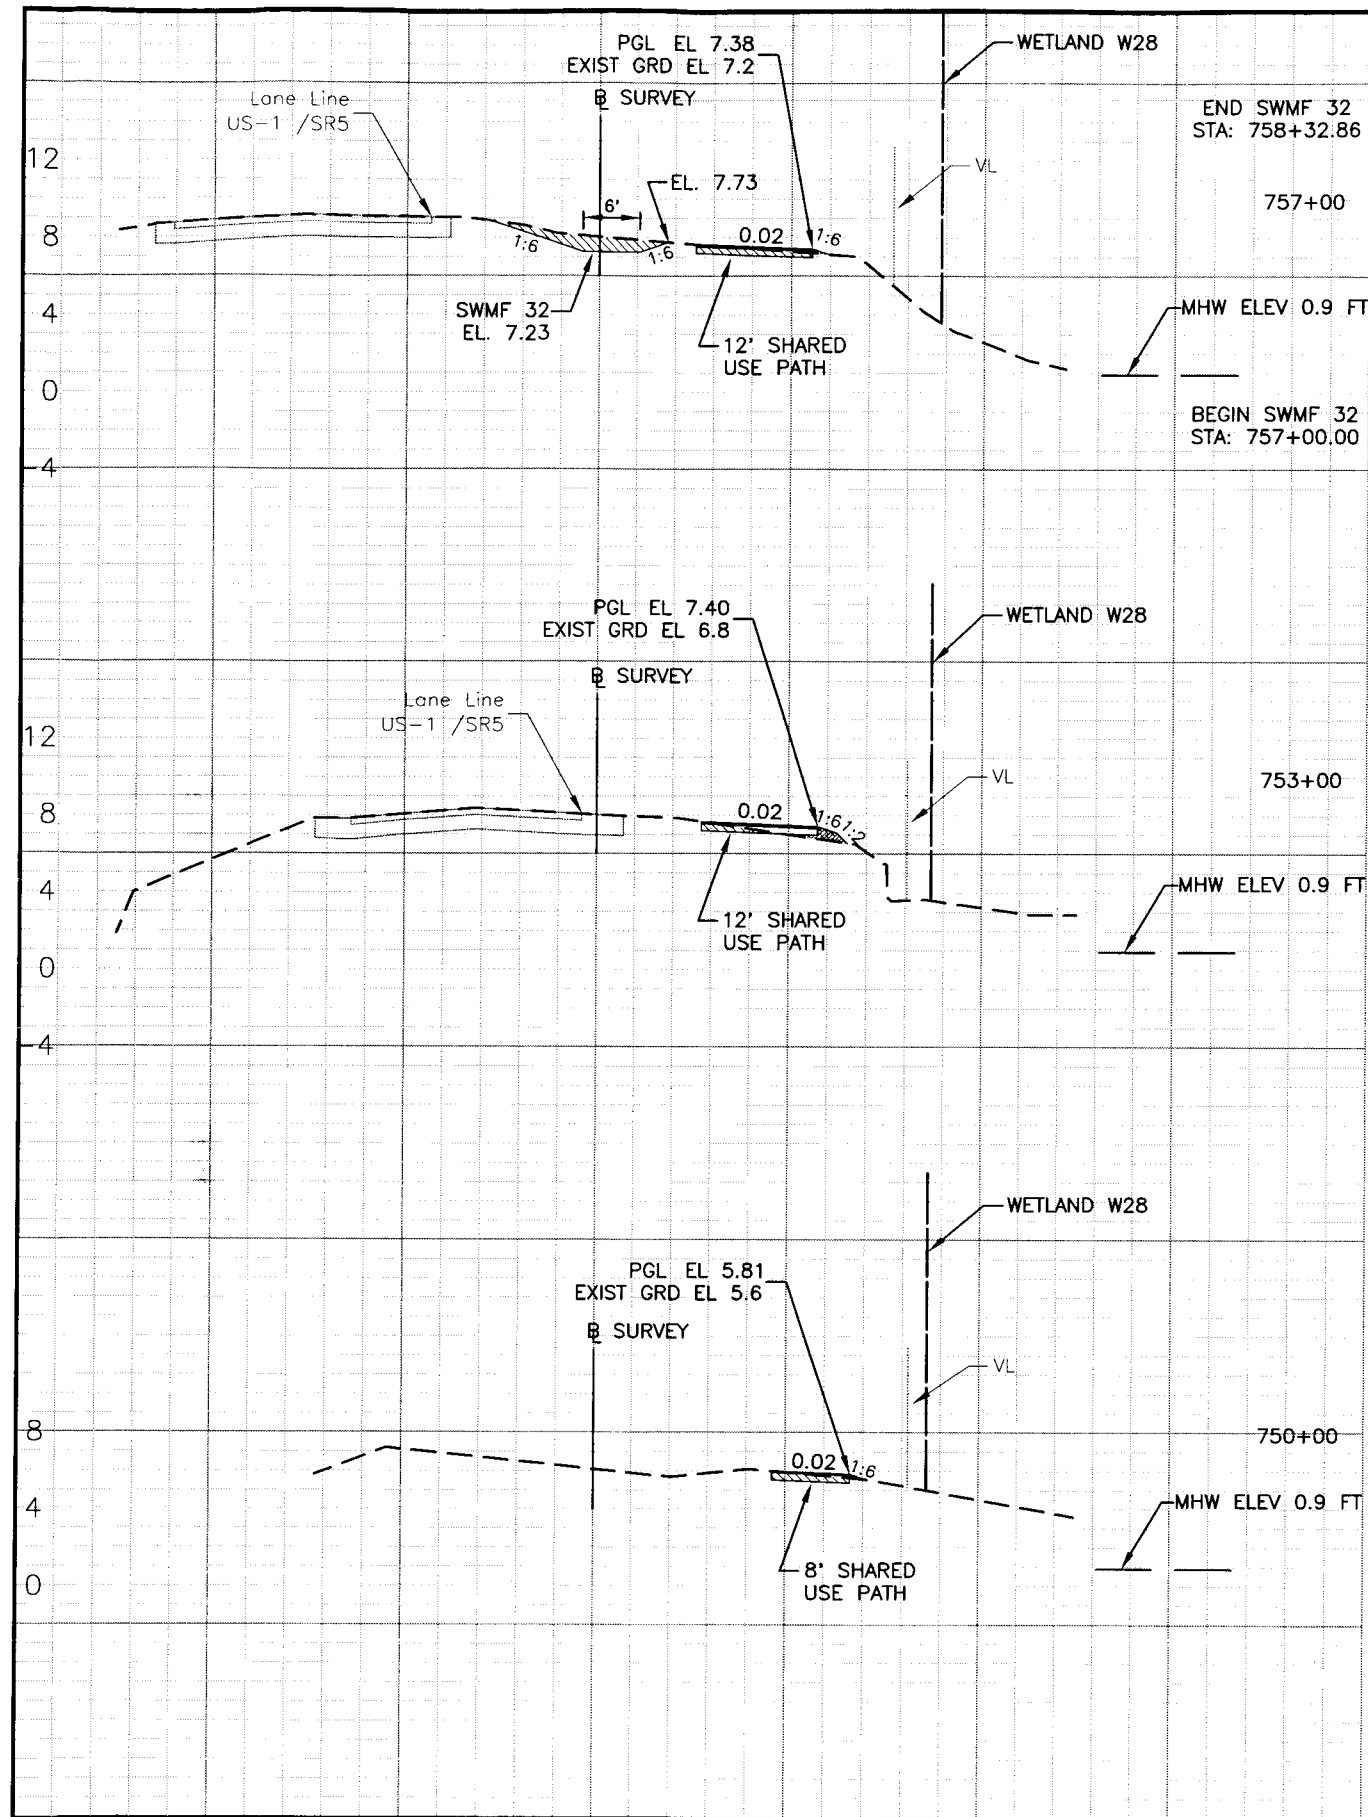 PGL EL 7.38
EXIST GRD EL 7.2
WETLAND W28
Lane Line
US-1 /SR5
B SURVEY
END SWMF 32
STA: 758+32.86
12
VL
EL. 7.73
6'
757+00
8
1:6
1:6
0.02
1:6
SWMF 32
EL. 7.23
4
MHW ELEV 0.9 FT
12' SHARED
USE PATH
0
BEGIN SWMF 32
STA: 757+00.00
-4
PGL EL 7.40
EXIST GRD EL 6.8
WETLAND W28
B SURVEY
Lane Line
US-1 /SR5
12
VL
753+00
8
0.02
1:6
1:2
4
MHW ELEV 0.9 FT
12' SHARED
USE PATH
0
-4
WETLAND W28
PGL EL 5.81
EXIST GRD EL 5.6
B SURVEY
VL
8
750+00
0.02
1:6
4
MHW ELEV 0.9 FT
8' SHARED
USE PATH
0